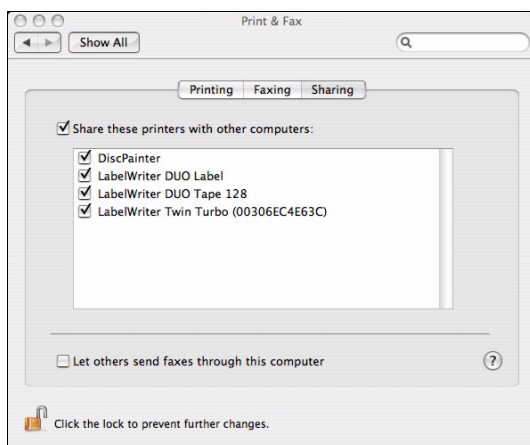 Print & Fax
Show All
Printing Faxing Sharing
Share these printers with other computers:
DiscPainter
LabelWriter DUO Label
LabelWriter DUO Tape 128
LabelWriter Twin Turbo (00306EC4E63C)
Let others send faxes through this computer
?
Click the lock to prevent further changes.